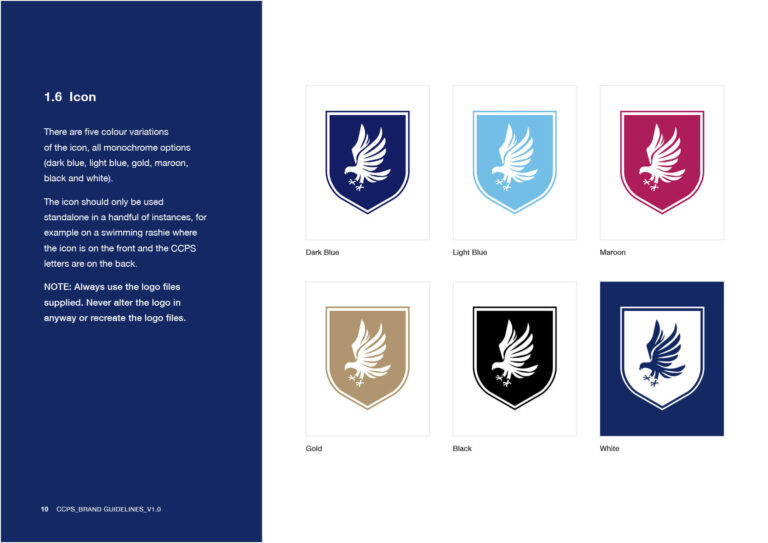 1.6 Icon
There are five colour variations
of the icon, all monochrome options
(dark blue, light blue, gold, maroon,
black and white).
The icon should only be used
standalone in a handful of instances, for
example on a swimming rashie where
the icon is on the front and the CCPS
letters are on the back.
NOTE: Always use the logo files
supplied. Never alter the logo in
anyway or recreate the logo files.
Dark Blue
Light Blue
Maroon
Gold
Black
White
10 CCPS_BRAND GUIDELINES_V1.0